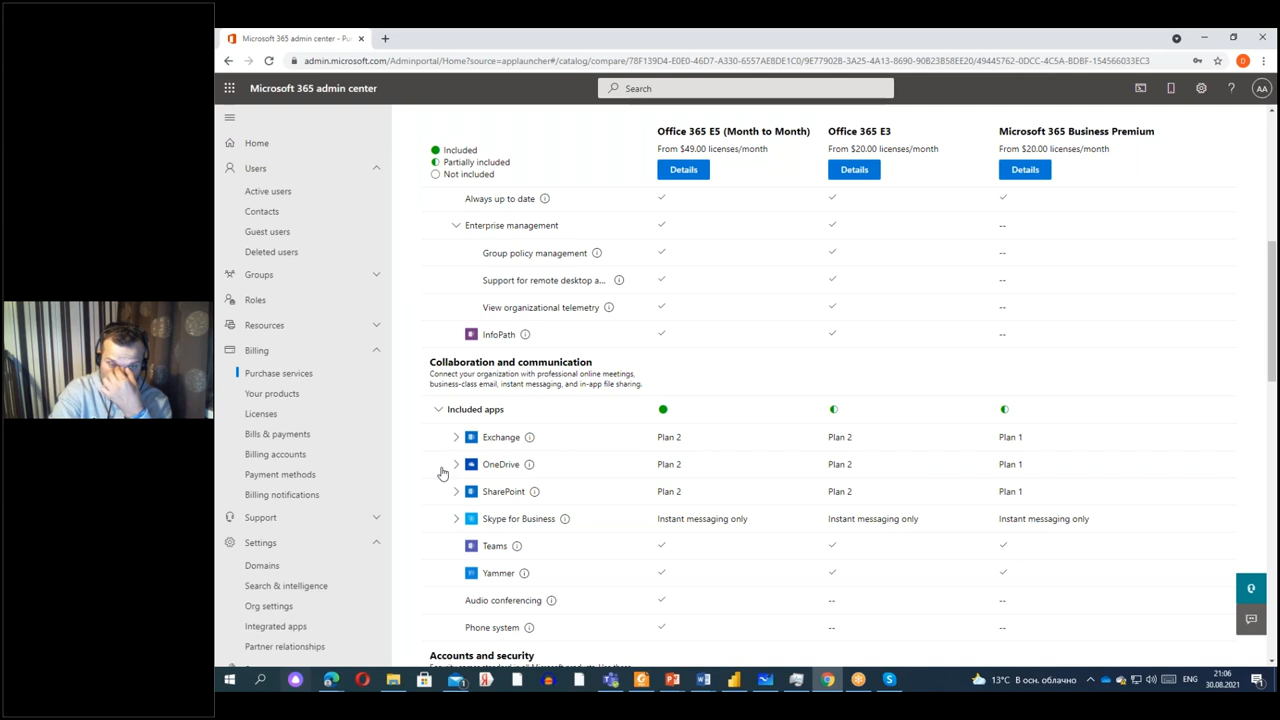 Microsoft 365 admin center - Pu
admin.microsoft.com/Adminportal/Home?source=applauncher#/catalog/compare/78F139D4-E0E0-46D7-A330-6557AE8DE1C0/9E77902B-3A25-4A13-8690-90B23B58EE20/49445762-0DCC-4C5A-BDBF-154566033EC3
Microsoft 365 admin center
Search
AA
Home
Users
Active users
Contacts
Guest users
Deleted users
Groups
Roles
Resources
Billing
Purchase services
Your products
Licenses
Bills & payments
Billing accounts
Payment methods
Billing notifications
Support
Settings
Domains
Search & intelligence
Org settings
Integrated apps
Partner relationships
Included
Partially included
Not included
Office 365 E5 (Month to Month)
From $49.00 licenses/month
Details
Office 365 E3
From $20.00 licenses/month
Details
Microsoft 365 Business Premium
From $20.00 licenses/month
Details
Always up to date
Enterprise management --
Group policy management --
Support for remote desktop a... --
View organizational telemetry --
InfoPath --
Collaboration and communication
Connect your organization with professional online meetings,
business-class email, instant messaging, and in-app file sharing.
Included apps
Exchange Plan 2 Plan 2 Plan 1
OneDrive Plan 2 Plan 2 Plan 1
SharePoint Plan 2 Plan 2 Plan 1
Skype for Business Instant messaging only Instant messaging only Instant messaging only
Teams
Yammer
Audio conferencing -- --
Phone system -- --
Accounts and security
13°C В осн. облачно
ENG
21:06
30.08.2021